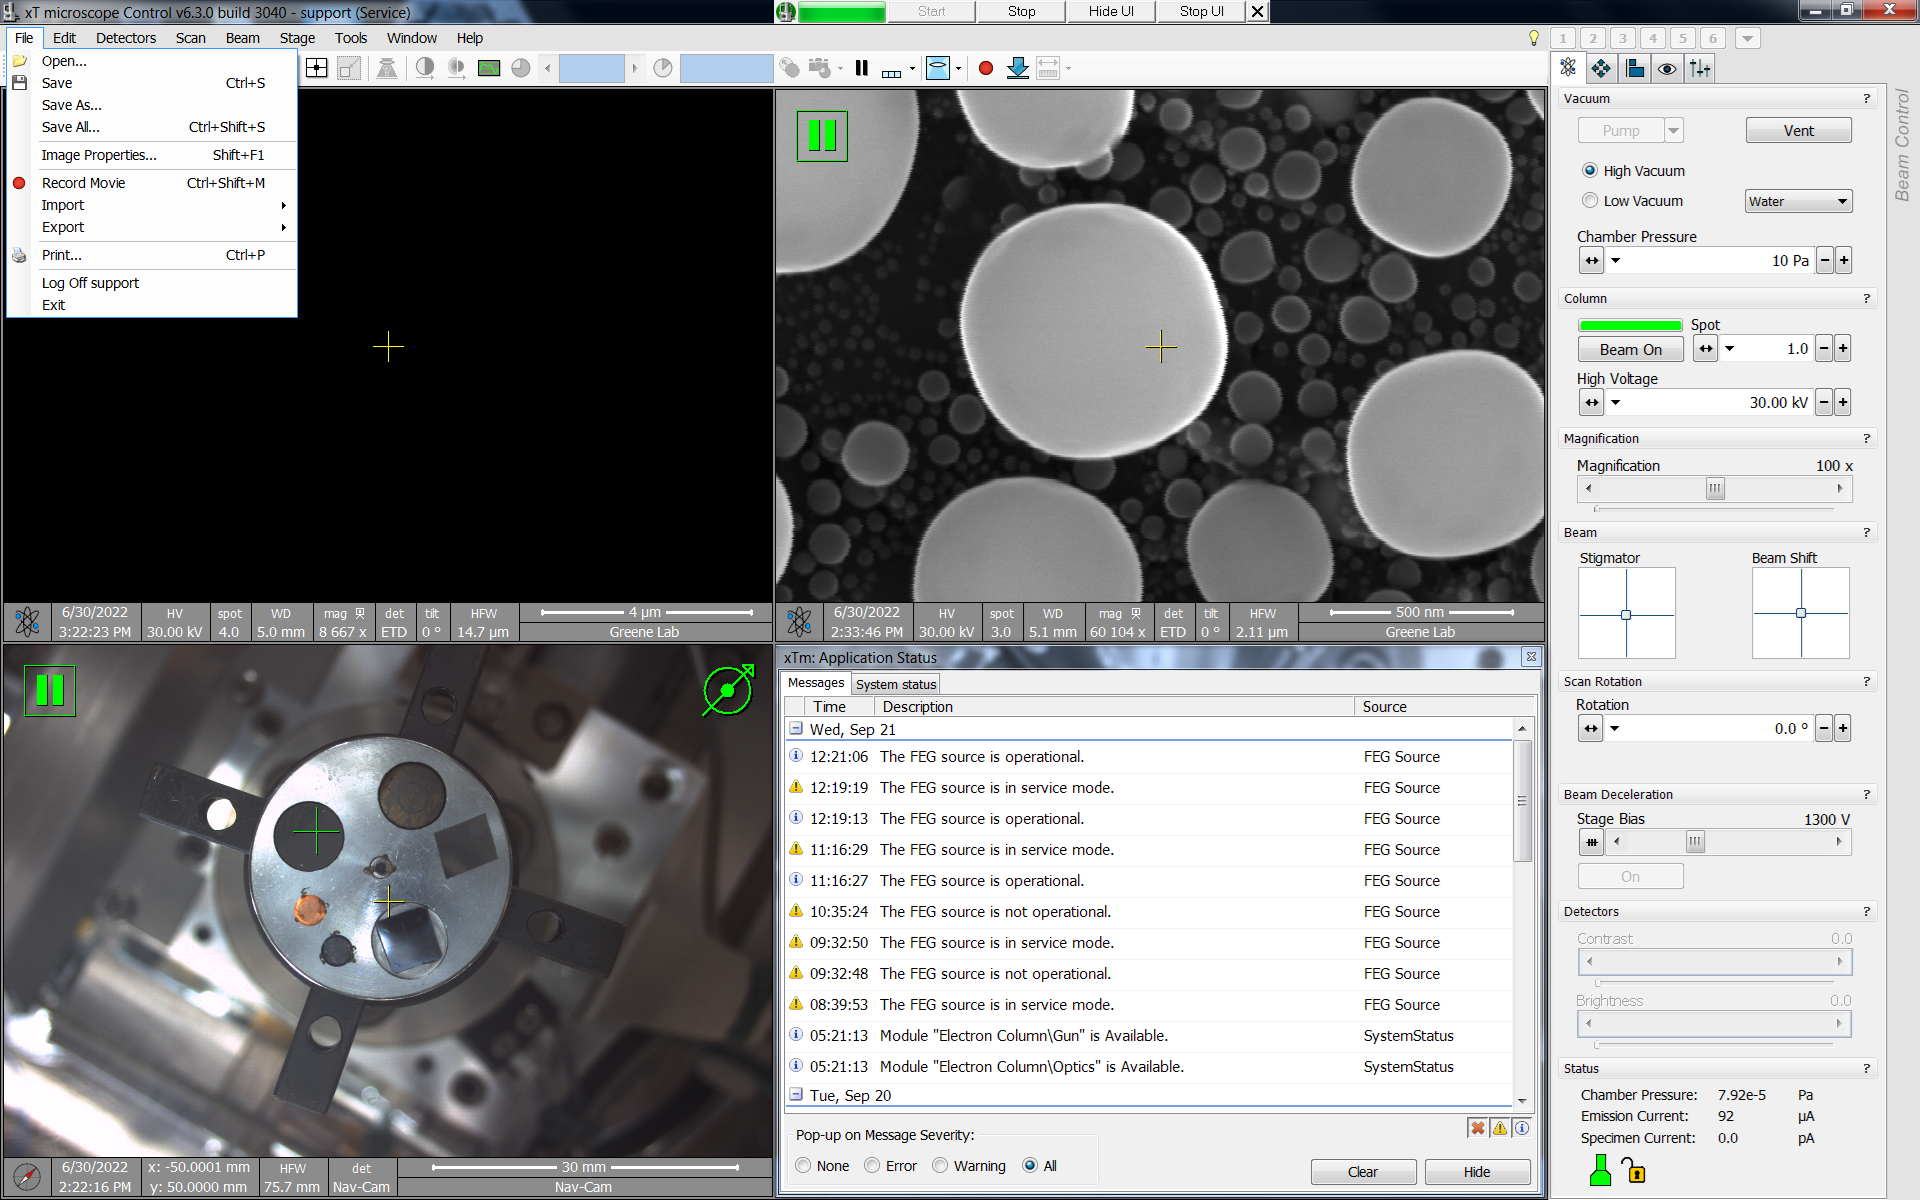 xT microscope Control v6.3.0 build 3040 - support (Service)
Start
Stop
Hide UI
Stop UI
File
Edit
Detectors
Scan
Beam
Stage
Tools
Window
Help
1
2
3
4
5
6
Open...
Save Ctrl+S
Save As...
Save All... Ctrl+Shift+S
Image Properties... Shift+F1
Record Movie Ctrl+Shift+M
Import
Export
Print... Ctrl+P
Log Off support
Exit
6/30/2022
3:22:23 PM
HV
30.00 kV
spot
4.0
WD
5.0 mm
mag
8 667 x
det
ETD
tilt
0 °
HFW
14.7 µm
4 µm
Greene Lab
6/30/2022
2:33:46 PM
HV
30.00 kV
spot
3.0
WD
5.1 mm
mag
60 104 x
det
ETD
tilt
0 °
HFW
2.11 µm
500 nm
Greene Lab
6/30/2022
2:22:16 PM
x: -50.0001 mm
y: 50.0000 mm
HFW
75.7 mm
det
Nav-Cam
30 mm
Nav-Cam
xTm: Application Status
Messages
System status
Time Description Source
Wed, Sep 21
12:21:06 The FEG source is operational. FEG Source
12:19:19 The FEG source is in service mode. FEG Source
12:19:13 The FEG source is operational. FEG Source
11:16:29 The FEG source is in service mode. FEG Source
11:16:27 The FEG source is operational. FEG Source
10:35:24 The FEG source is not operational. FEG Source
09:32:50 The FEG source is in service mode. FEG Source
09:32:48 The FEG source is not operational. FEG Source
08:39:53 The FEG source is in service mode. FEG Source
05:21:13 Module "Electron Column\Gun" is Available. SystemStatus
05:21:13 Module "Electron Column\Optics" is Available. SystemStatus
Tue, Sep 20
Pop-up on Message Severity:
None
Error
Warning
All
Clear
Hide
Beam Control
Vacuum ?
Pump
Vent
High Vacuum
Low Vacuum
Water
Chamber Pressure
10 Pa
Column ?
Spot
Beam On
1.0
High Voltage
30.00 kV
Magnification ?
Magnification 100 x
Beam ?
Stigmator
Beam Shift
Scan Rotation ?
Rotation
0.0 °
Beam Deceleration ?
Stage Bias 1300 V
On
Detectors ?
Contrast 0.0
Brightness 0.0
Status ?
Chamber Pressure: 7.92e-5 Pa
Emission Current: 92 µA
Specimen Current: 0.0 pA